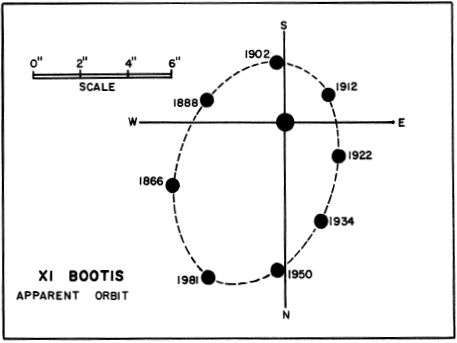 S
1902
0" 2" 4" 6"
SCALE
1912
1888
W
E
1922
1866
1934
XI BOOTIS
1981
1950
APPARENT ORBIT
N